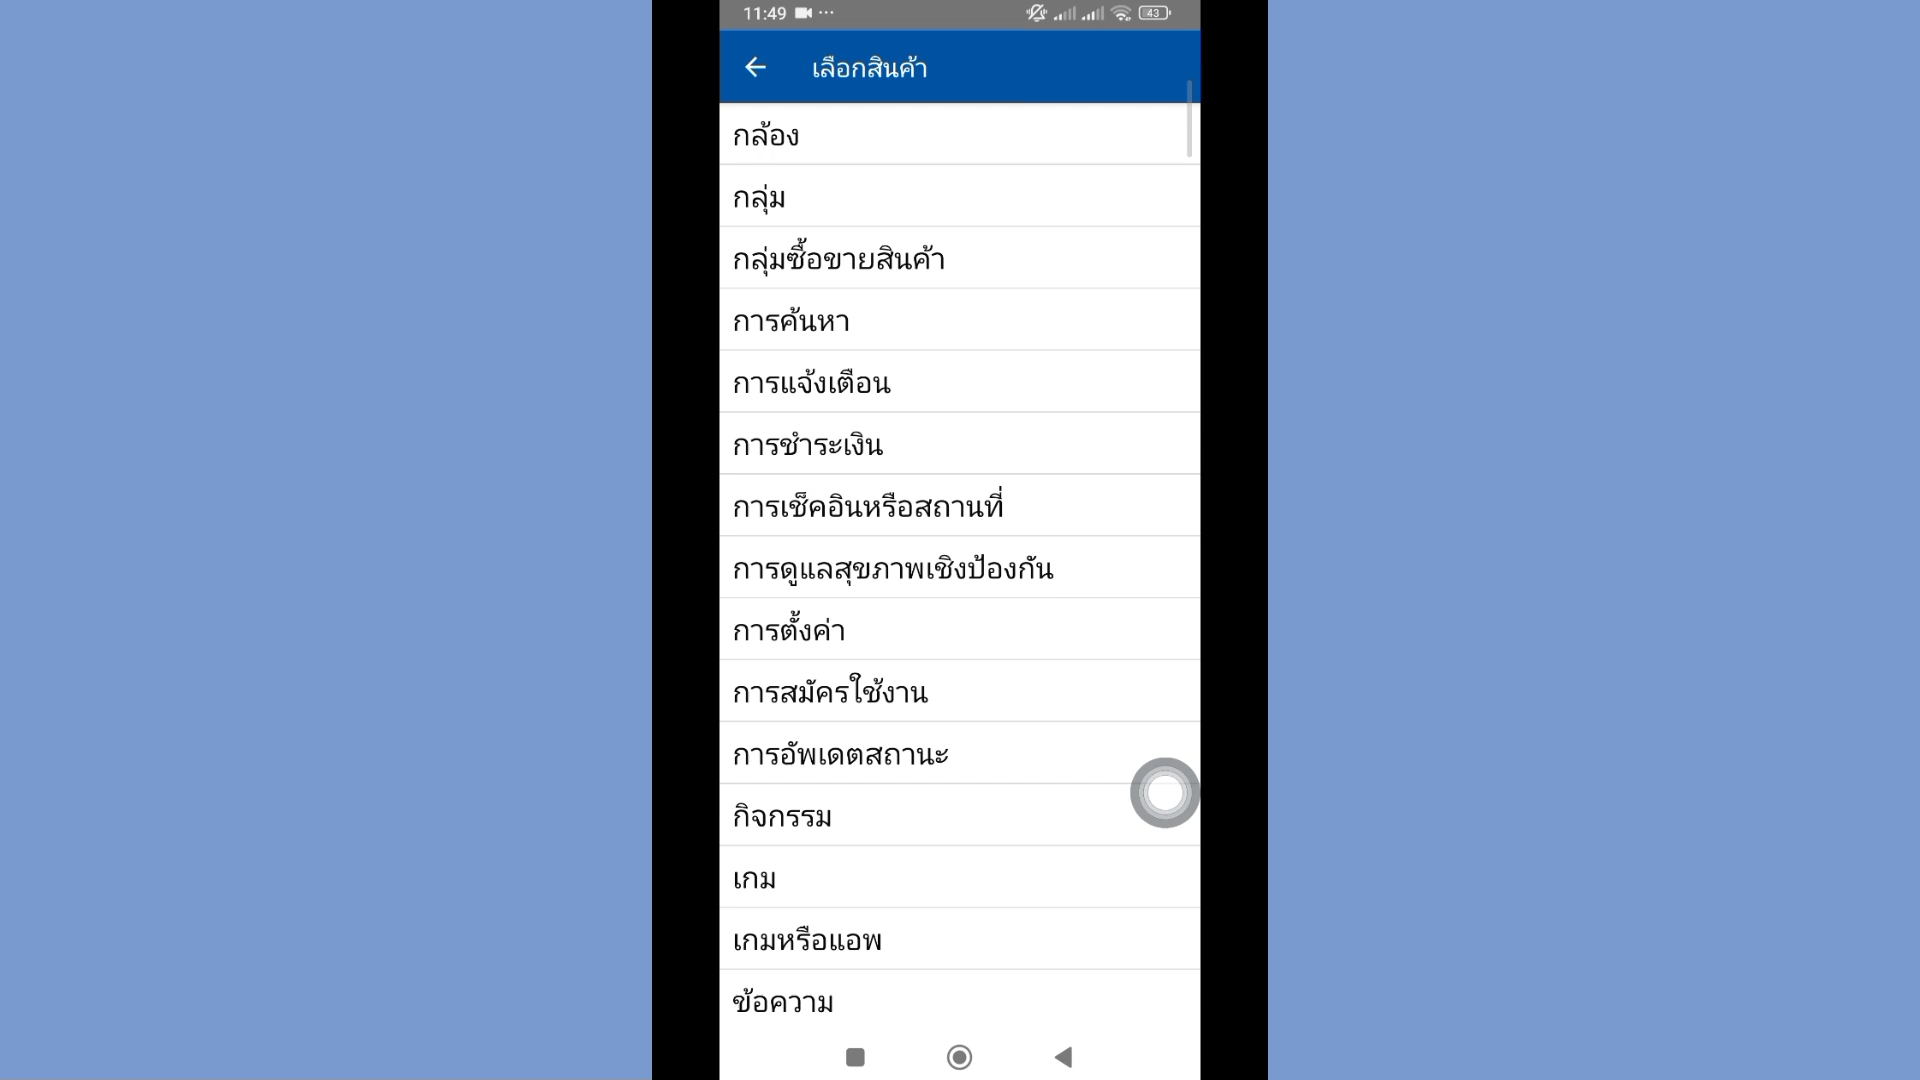 11:49
43
เลือกสินค้า
กล้อง
กลุ่ม
กลุ่มซื้อขายสินค้า
การค้นหา
การแจ้งเตือน
การชำระเงิน
การเช็คอินหรือสถานที่
การดูแลสุขภาพเชิงป้องกัน
การตั้งค่า
การสมัครใช้งาน
การอัพเดตสถานะ
กิจกรรม
เกม
เกมหรือแอพ
ข้อความ